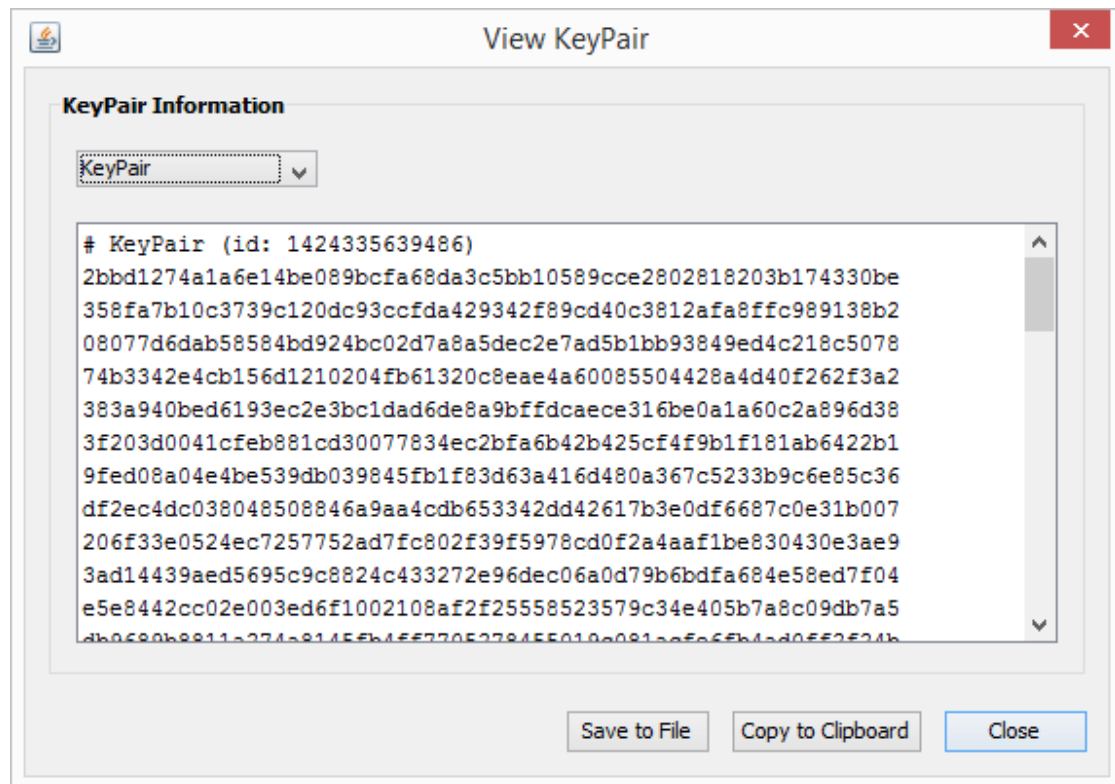 View KeyPair
KeyPair Information
KeyPair
# KeyPair (id: 1424335639486)
2bbd1274a1a6e14be089bcfa68da3c5bb10589cce2802818203b174330be
358fa7b10c3739c120dc93ccfda429342f89cd40c3812afa8ffc989138b2
08077d6dab58584bd924bc02d7a8a5dec2e7ad5b1bb93849ed4c218c5078
74b3342e4cb156d1210204fb61320c8eae4a60085504428a4d40f262f3a2
383a940bed6193ec2e3bc1dad6de8a9bffdcaece316be0a1a60c2a896d38
3f203d0041cfeb881cd30077834ec2bfa6b42b425cf4f9b1f181ab6422b1
9fed08a04e4be539db039845fb1f83d63a416d480a367c5233b9c6e85c36
df2ec4dc038048508846a9aa4cdb653342dd42617b3e0df6687c0e31b007
206f33e0524ec7257752ad7fc802f39f5978cd0f2a4aaf1be830430e3ae9
3ad14439aed5695c9c8824c433272e96dec06a0d79b6bdfa684e58ed7f04
e5e8442cc02e003ed6f1002108af2f25558523579c34e405b7a8c09db7a5
Save to File
Copy to Clipboard
Close